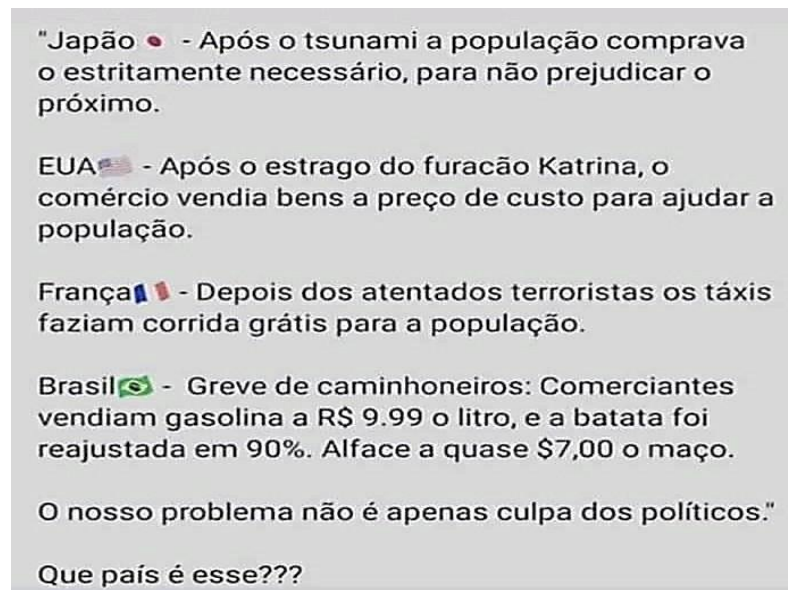 "Japão 🇯🇵 - Após o tsunami a população comprava
o estritamente necessário, para não prejudicar o
próximo.
EUA🇺🇸 - Após o estrago do furacão Katrina, o
comércio vendia bens a preço de custo para ajudar a
população.
França🇫🇷 - Depois dos atentados terroristas os táxis
faziam corrida grátis para a população.
Brasil🇧🇷 - Greve de caminhoneiros: Comerciantes
vendiam gasolina a R$ 9.99 o litro, e a batata foi
reajustada em 90%. Alface a quase $7,00 o maço.
O nosso problema não é apenas culpa dos políticos."
Que país é esse???